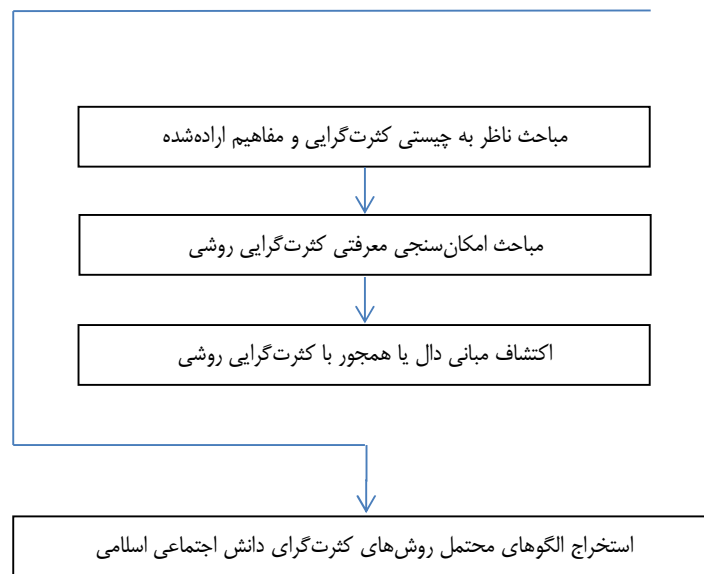 مباحث ناظر به چیستی کثرت‌گرایی و مفاهیم اراده‌شده
مباحث امکان‌سنجی معرفتی کثرت‌گرایی روشی
اکتشاف مبانی دال یا همجور با کثرت‌گرایی روشی
استخراج الگوهای محتمل روش‌های کثرت‌گرای دانش اجتماعی اسلامی